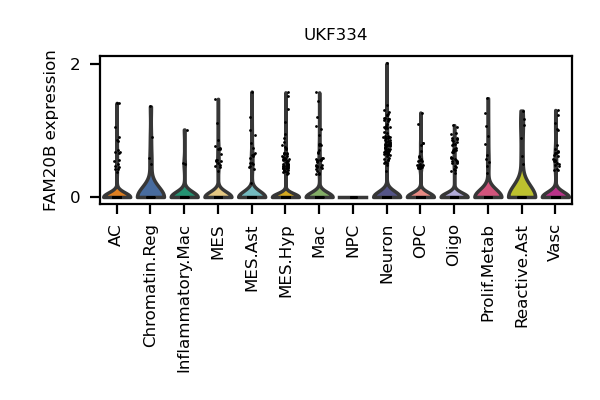 UKF334
FAM20B expression
2
0
AC
Chromatin.Reg
Inflammatory.Mac
MES
MES.Ast
MES.Hyp
Mac
NPC
Neuron
OPC
Oligo
Prolif.Metab
Reactive.Ast
Vasc